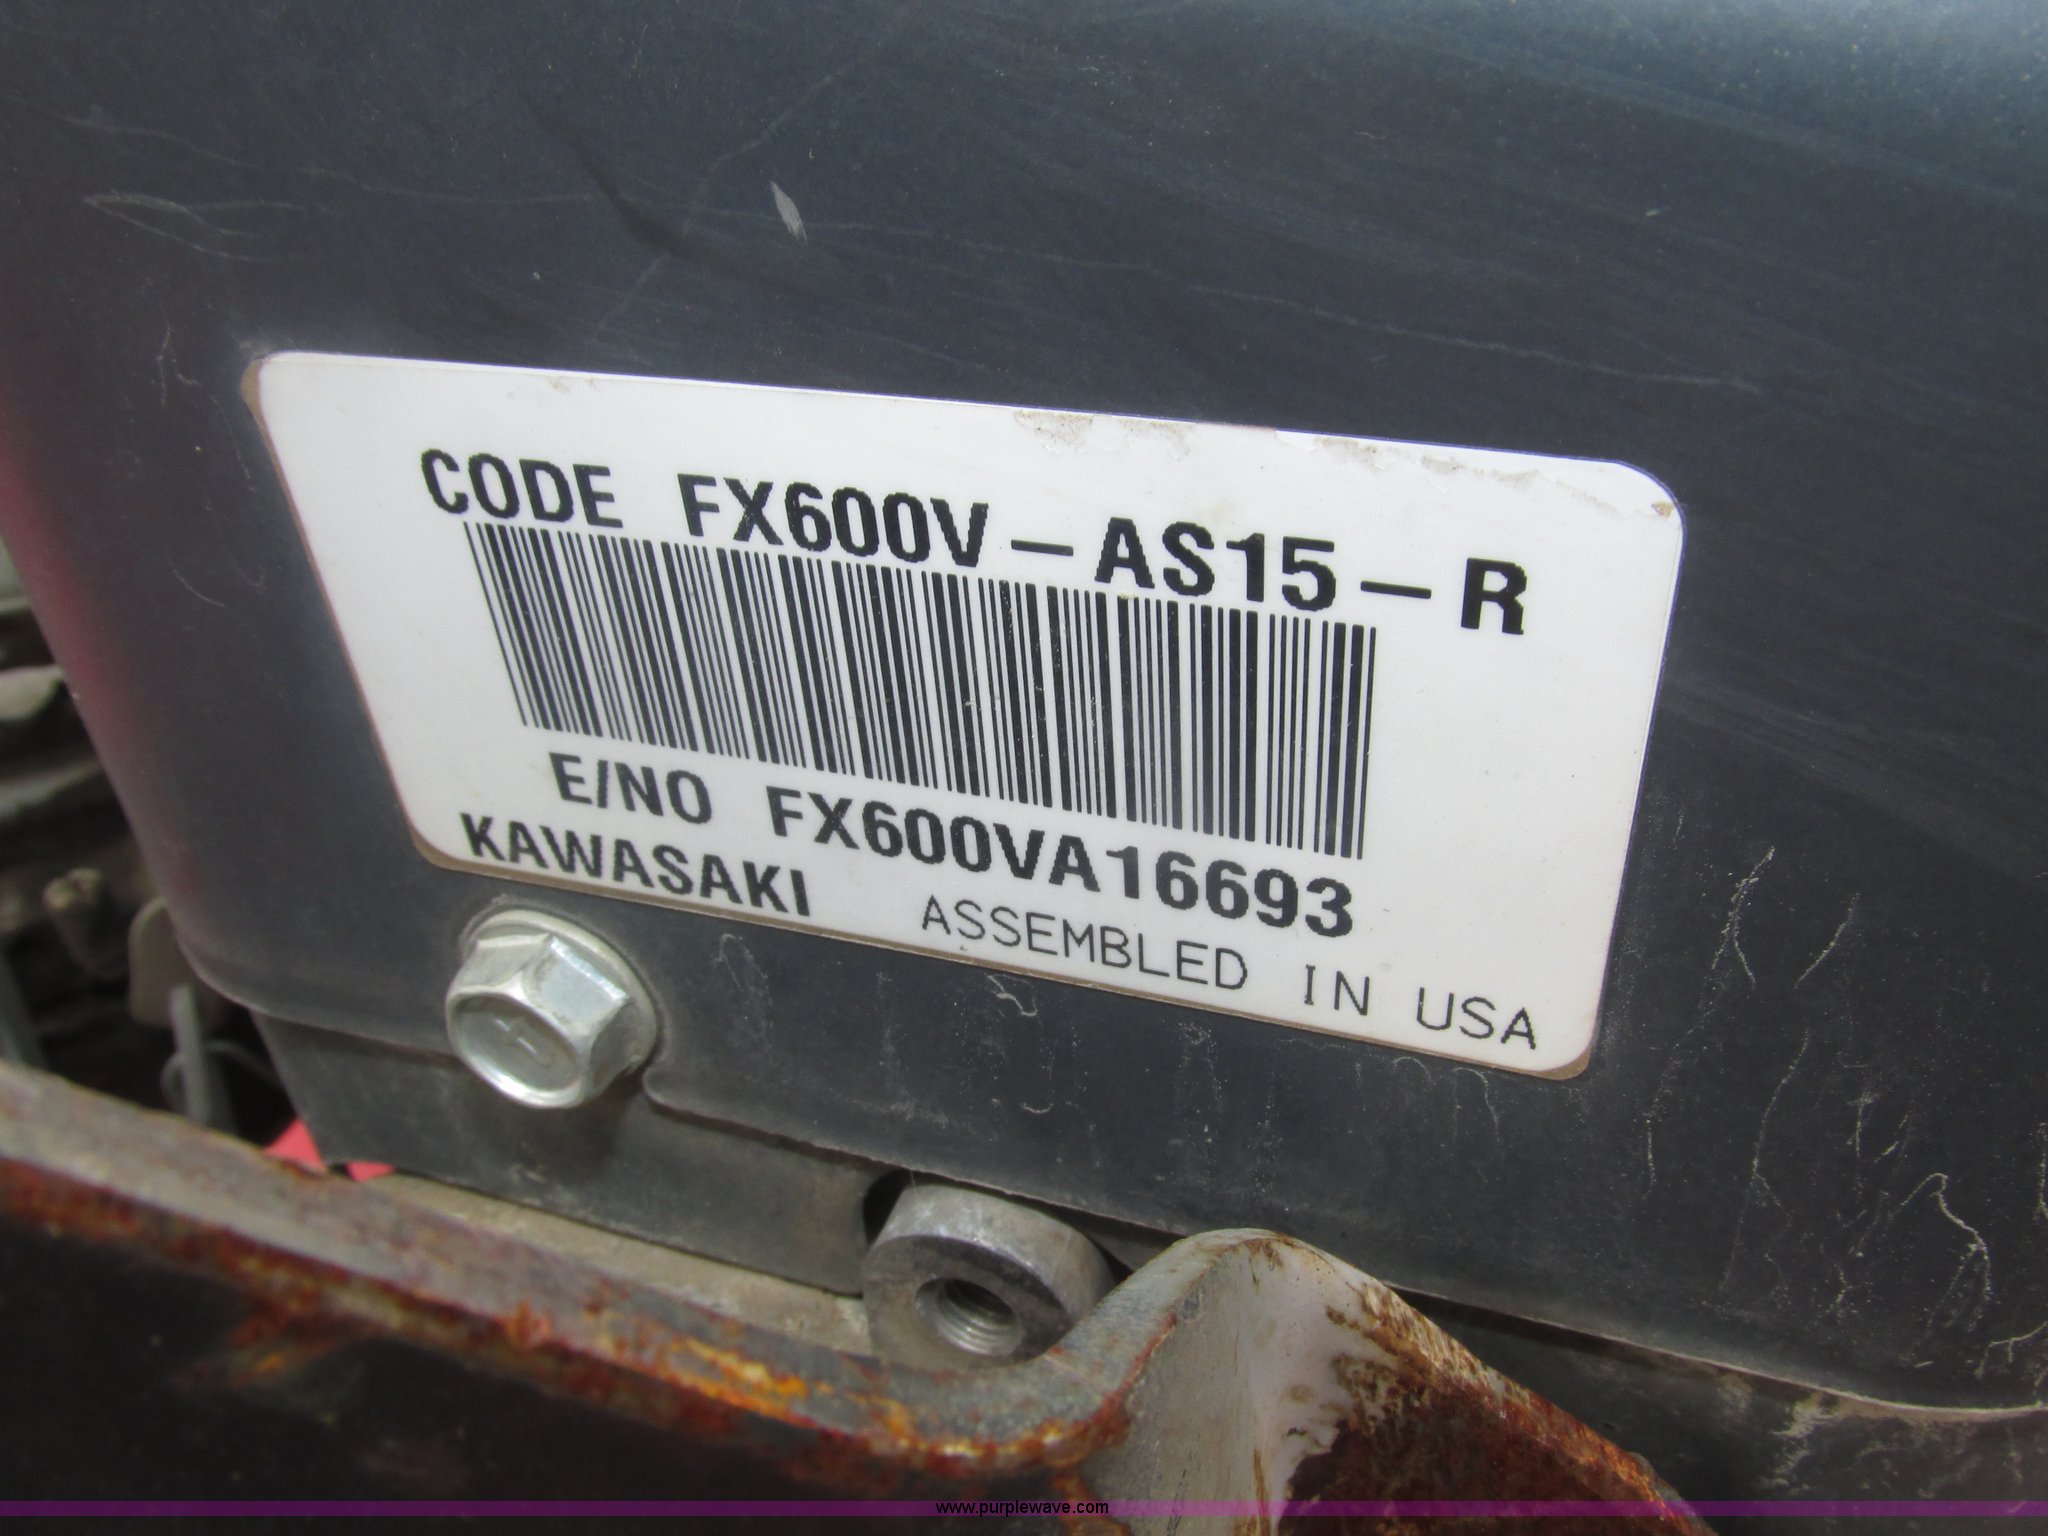 CODE FX600V-AS15-R
E/NO FX600VA16693
KAWASAKI ASSEMBLED IN USA
www.purplewave.com